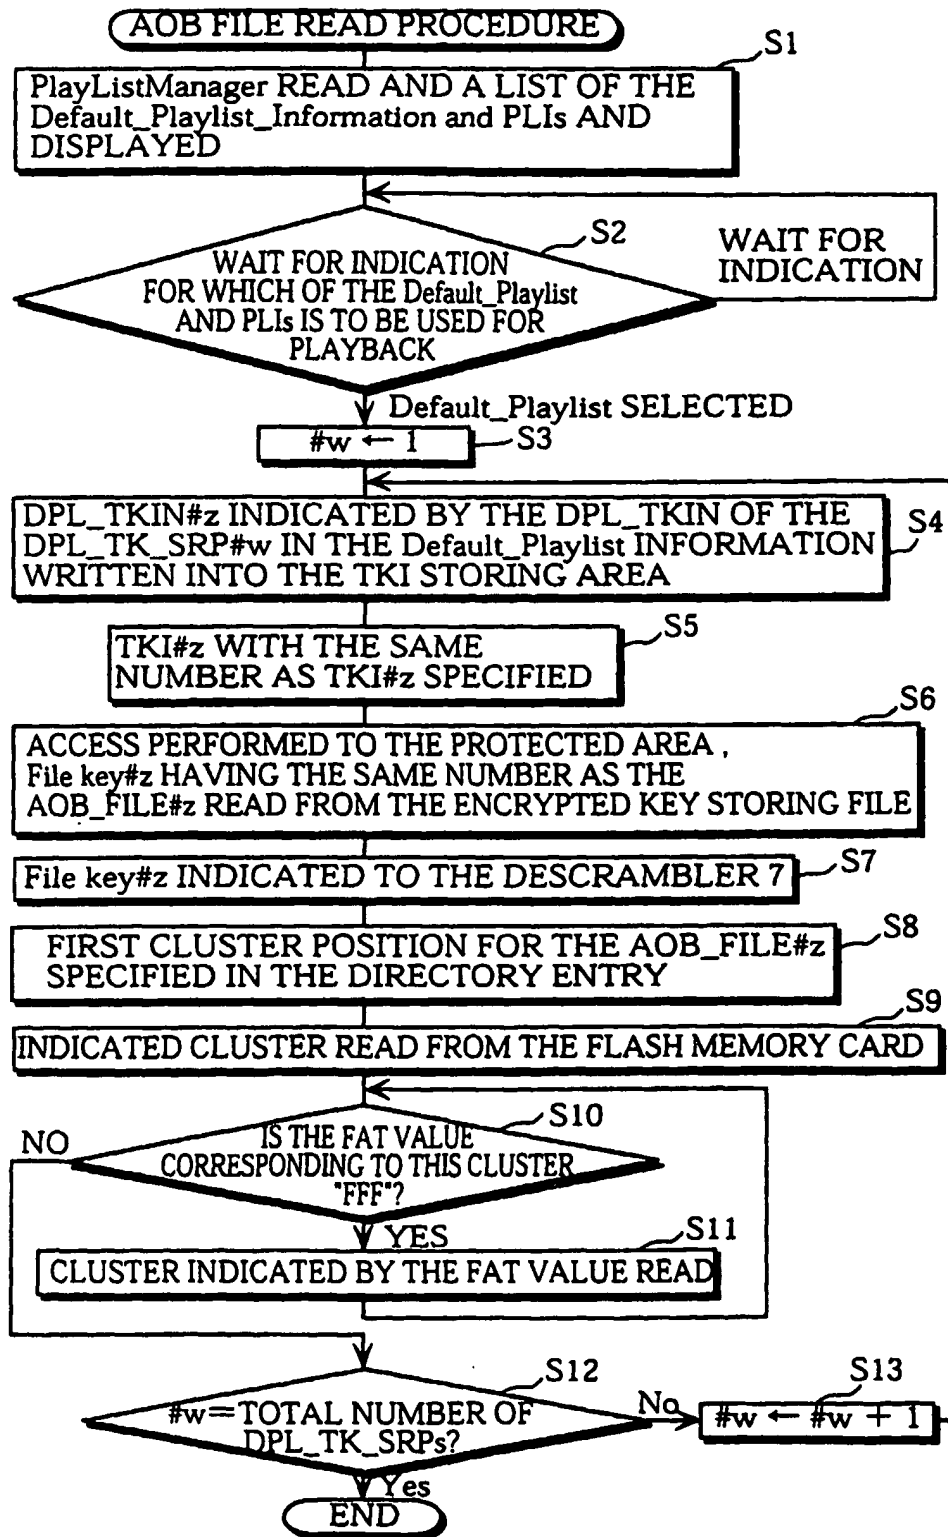 AOB FILE READ PROCEDURE
S1
PlayListManager READ AND A LIST OF THE
Default_Playlist_Information and PLIs AND
DISPLAYED
S2
WAIT FOR INDICATION
FOR WHICH OF THE Default_Playlist
AND PLIs IS TO BE USED FOR
PLAYBACK
WAIT FOR
INDICATION
Default_Playlist SELECTED
#w ← 1
S3
DPL_TKIN#z INDICATED BY THE DPL_TKIN OF THE
DPL_TK_SRP#w IN THE Default_Playlist INFORMATION
WRITTEN INTO THE TKI STORING AREA
S4
S5
TKI#z WITH THE SAME
NUMBER AS TKI#z SPECIFIED
S6
ACCESS PERFORMED TO THE PROTECTED AREA ,
File key#z HAVING THE SAME NUMBER AS THE
AOB_FILE#z READ FROM THE ENCRYPTED KEY STORING FILE
File key#z INDICATED TO THE DESCRAMBLER 7
S7
FIRST CLUSTER POSITION FOR THE AOB_FILE#z
SPECIFIED IN THE DIRECTORY ENTRY
S8
S9
INDICATED CLUSTER READ FROM THE FLASH MEMORY CARD
S10
NO
IS THE FAT VALUE
CORRESPONDING TO THIS CLUSTER
"FFF"?
YES
S11
CLUSTER INDICATED BY THE FAT VALUE READ
S12
#w=TOTAL NUMBER OF
DPL_TK_SRPs?
No
S13
#w ← #w + 1
Yes
END